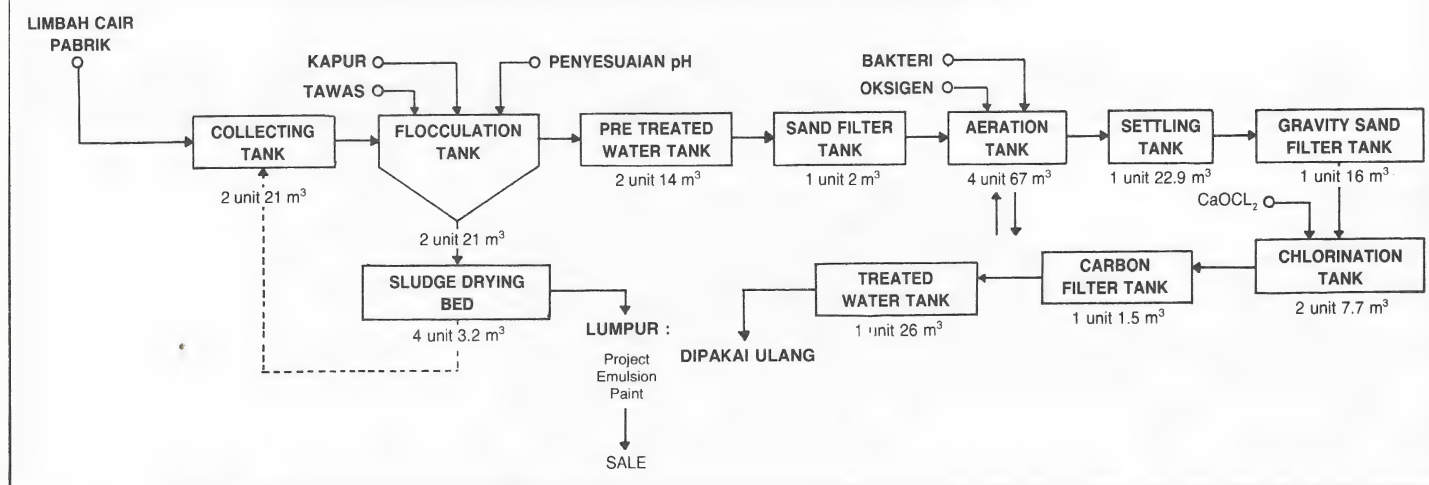 LIMBAH CAIR
PABRIK
KAPUR
TAWAS
PENYESUAIAN pH
BAKTERI
OKSIGEN
COLLECTING
TANK
2 unit 21 m³
FLOCCULATION
TANK
2 unit 21 m³
PRE TREATED
WATER TANK
2 unit 14 m³
SAND FILTER
TANK
1 unit 2 m³
AERATION
TANK
4 unit 67 m³
SETTLING
TANK
1 unit 22.9 m³
GRAVITY SAND
FILTER TANK
1 unit 16 m³
CaOCL₂
CHLORINATION
TANK
2 unit 7.7 m³
CARBON
FILTER TANK
1 unit 1.5 m³
TREATED
WATER TANK
1 unit 26 m³
DIPAKAI ULANG
SLUDGE DRYING
BED
4 unit 3.2 m³
LUMPUR :
Project
Emulsion
Paint
SALE